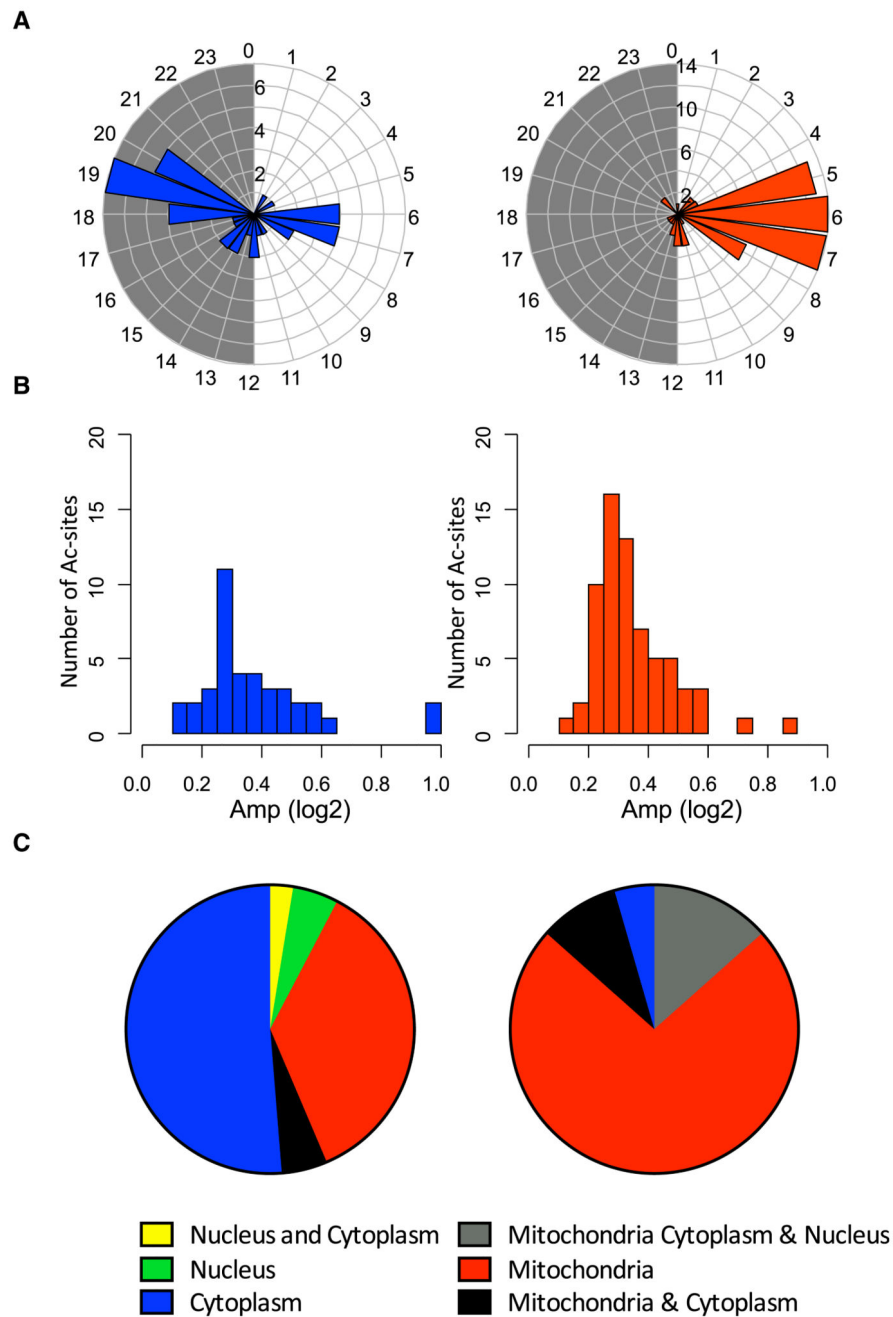 A
0 1 2 3 4 5 6 7 8 9 10 11 12 13 14 15 16 17 18 19 20 21 22 23
2 4 6
0 1 2 3 4 5 6 7 8 9 10 11 12 13 14 15 16 17 18 19 20 21 22 23
2 6 10 14
B
Number of Ac-sites
0 5 10 15 20
0.0 0.2 0.4 0.6 0.8 1.0
Amp (log2)
Number of Ac-sites
0 5 10 15 20
0.0 0.2 0.4 0.6 0.8 1.0
Amp (log2)
C
Nucleus and Cytoplasm
Nucleus
Cytoplasm
Mitochondria Cytoplasm & Nucleus
Mitochondria
Mitochondria & Cytoplasm